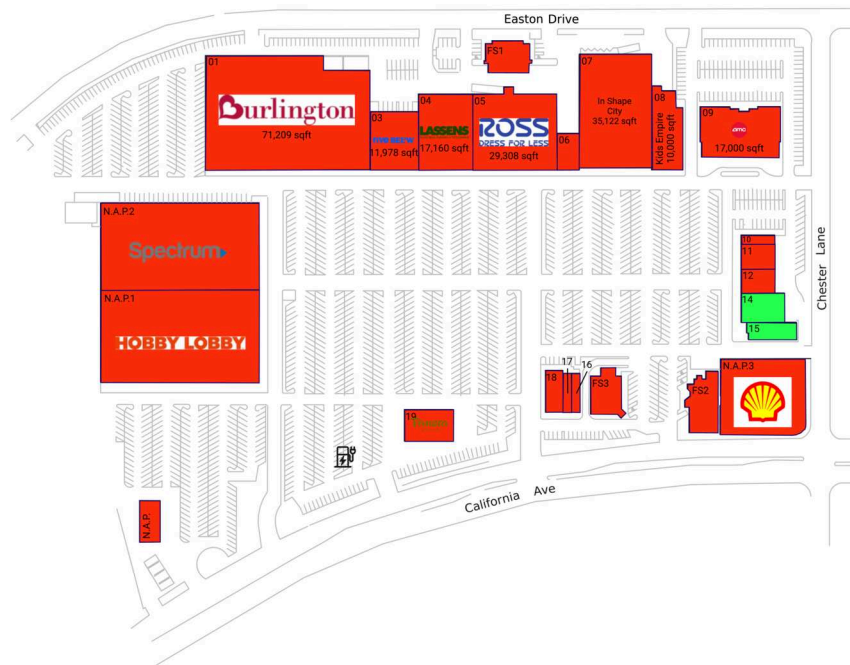 Easton Drive
FS1
01
Burlington
71,209 sqft
03
FIVE BELOW
11,978 sqft
04
LASSENS
17,160 sqft
05
ROSS
DRESS FOR LESS
29,308 sqft
06
07
In Shape
City
35,122 sqft
08
Kids Empire
10,000 sqft
09
amc
17,000 sqft
N.A.P.2
Spectrum
N.A.P.1
HOBBY LOBBY
10
11
12
14
15
Chester Lane
16
17
18
FS3
FS2
N.A.P.3
19
N.A.P.
California Ave